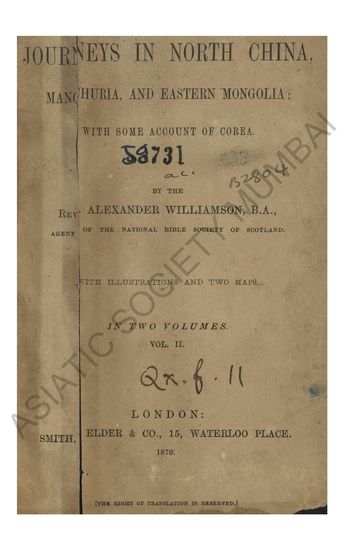 JOURNEYS IN NORTH CHINA,
MANCHURIA, AND EASTERN MONGOLIA;
WITH SOME ACCOUNT OF COREA.
58731
ac.
B2804
BY THE
REV. ALEXANDER WILLIAMSON, B.A.,
AGENT OF THE NATIONAL BIBLE SOCIETY OF SCOTLAND.
WITH ILLUSTRATIONS AND TWO MAPS.
IN TWO VOLUMES.
VOL. II.
Qx.f.11
LONDON:
SMITH, ELDER & CO., 15, WATERLOO PLACE.
1870.
[THE RIGHT OF TRANSLATION IS RESERVED.]
ASIATIC SOCIETY MUMBAI